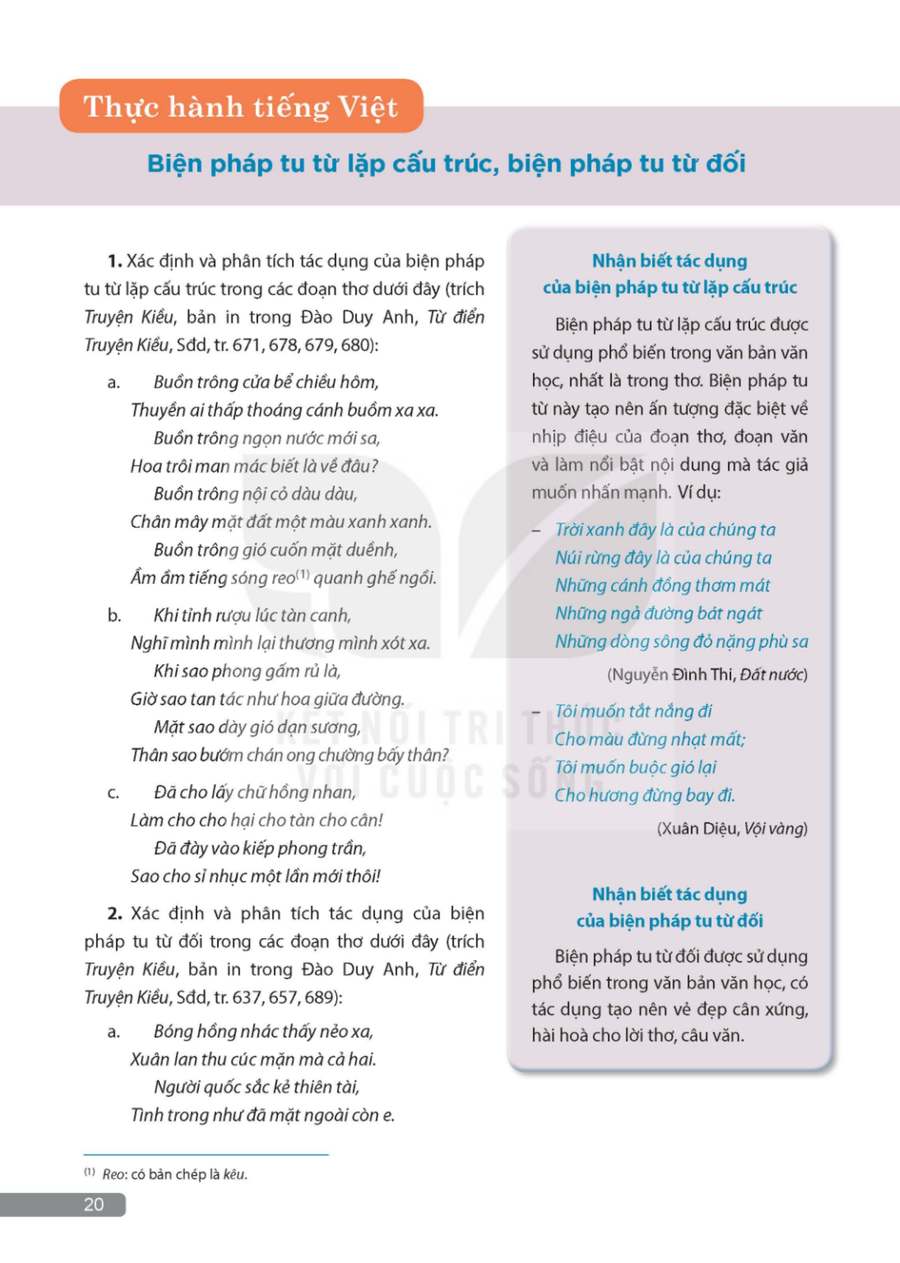 Thực hành tiếng Việt
Biện pháp tu từ lặp cấu trúc, biện pháp tu từ đối
1. Xác định và phân tích tác dụng của biện pháp
tu từ lặp cấu trúc trong các đoạn thơ dưới đây (trích
Truyện Kiều, bản in trong Đào Duy Anh, Từ điển
Truyện Kiều, Sđd, tr. 671, 678, 679, 680):
a. Buồn trông cửa bể chiều hôm,
Thuyền ai thấp thoáng cánh buồm xa xa.
Buồn trông ngọn nước mới sa,
Hoa trôi man mác biết là về đâu?
Buồn trông nội cỏ dàu dàu,
Chân mây mặt đất một màu xanh xanh.
Buồn trông gió cuốn mặt duềnh,
Ầm ầm tiếng sóng reo(1) quanh ghế ngồi.
b. Khi tỉnh rượu lúc tàn canh,
Nghĩ mình mình lại thương mình xót xa.
Khi sao phong gấm rủ là,
Giờ sao tan tác như hoa giữa đường.
Mặt sao dày gió dạn sương,
Thân sao bướm chán ong chường bấy thân?
c. Đã cho lấy chữ hồng nhan,
Làm cho cho hại cho tàn cho cân!
Đã đày vào kiếp phong trần,
Sao cho sỉ nhục một lần mới thôi!
2. Xác định và phân tích tác dụng của biện
pháp tu từ đối trong các đoạn thơ dưới đây (trích
Truyện Kiều, bản in trong Đào Duy Anh, Từ điển
Truyện Kiều, Sđd, tr. 637, 657, 689):
a. Bóng hồng nhác thấy nẻo xa,
Xuân lan thu cúc mặn mà cả hai.
Người quốc sắc kẻ thiên tài,
Tình trong như đã mặt ngoài còn e.
Nhận biết tác dụng
của biện pháp tu từ lặp cấu trúc
Biện pháp tu từ lặp cấu trúc được
sử dụng phổ biến trong văn bản văn
học, nhất là trong thơ. Biện pháp tu
từ này tạo nên ấn tượng đặc biệt về
nhịp điệu của đoạn thơ, đoạn văn
và làm nổi bật nội dung mà tác giả
muốn nhấn mạnh. Ví dụ:
– Trời xanh đây là của chúng ta
Núi rừng đây là của chúng ta
Những cánh đồng thơm mát
Những ngả đường bát ngát
Những dòng sông đỏ nặng phù sa
(Nguyễn Đình Thi, Đất nước)
– Tôi muốn tắt nắng đi
Cho màu đừng nhạt mất;
Tôi muốn buộc gió lại
Cho hương đừng bay đi.
(Xuân Diệu, Vội vàng)
Nhận biết tác dụng
của biện pháp tu từ đối
Biện pháp tu từ đối được sử dụng
phổ biến trong văn bản văn học, có
tác dụng tạo nên vẻ đẹp cân xứng,
hài hoà cho lời thơ, câu văn.
KẾT NỐI TRI THỨC
VỚI CUỘC SỐNG
(1) Reo: có bản chép là kêu.
20